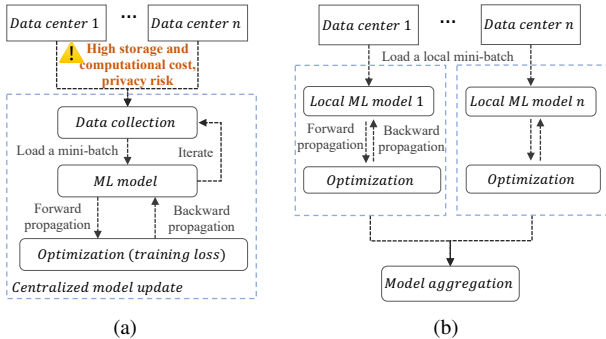 Data center 1
...
Data center n
High storage and
computational cost,
privacy risk
Data collection
Load a mini-batch
Iterate
ML model
Forward
propagation
Backward
propagation
Optimization (training loss)
Centralized model update
(a)
Data center 1
...
Data center n
Load a local mini-batch
Local ML model 1
Local ML model n
Forward
propagation
Backward
propagation
Optimization
Optimization
Model aggregation
(b)